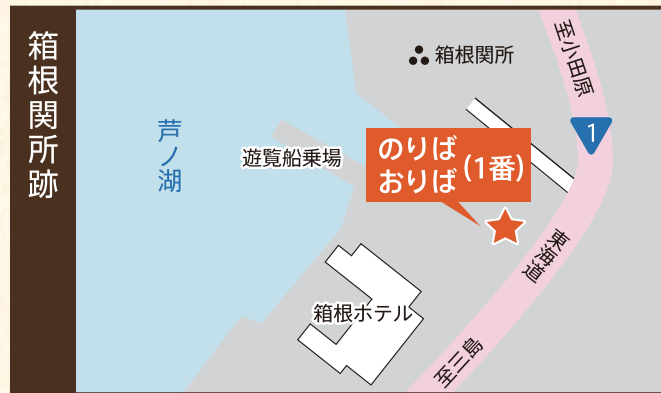 箱根関所跡
至小田原
箱根関所
1
芦ノ湖
遊覧船乗場
のりば
おりば
(1番)
東海道
箱根ホテル
至三島